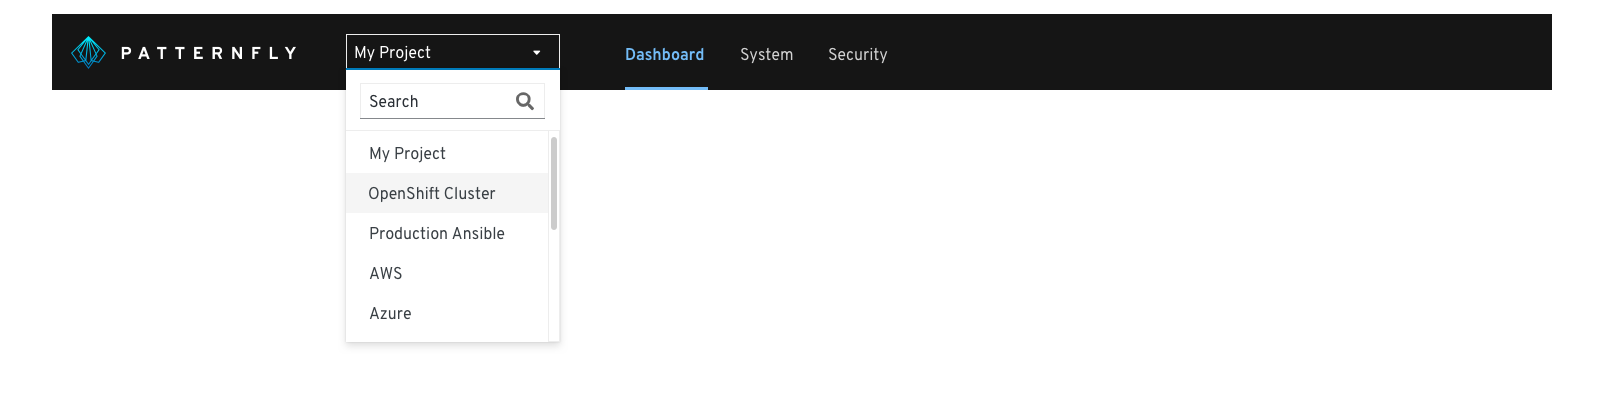 PATTERNFLY
My Project
Dashboard System Security
Search
My Project
OpenShift Cluster
Production Ansible
AWS
Azure